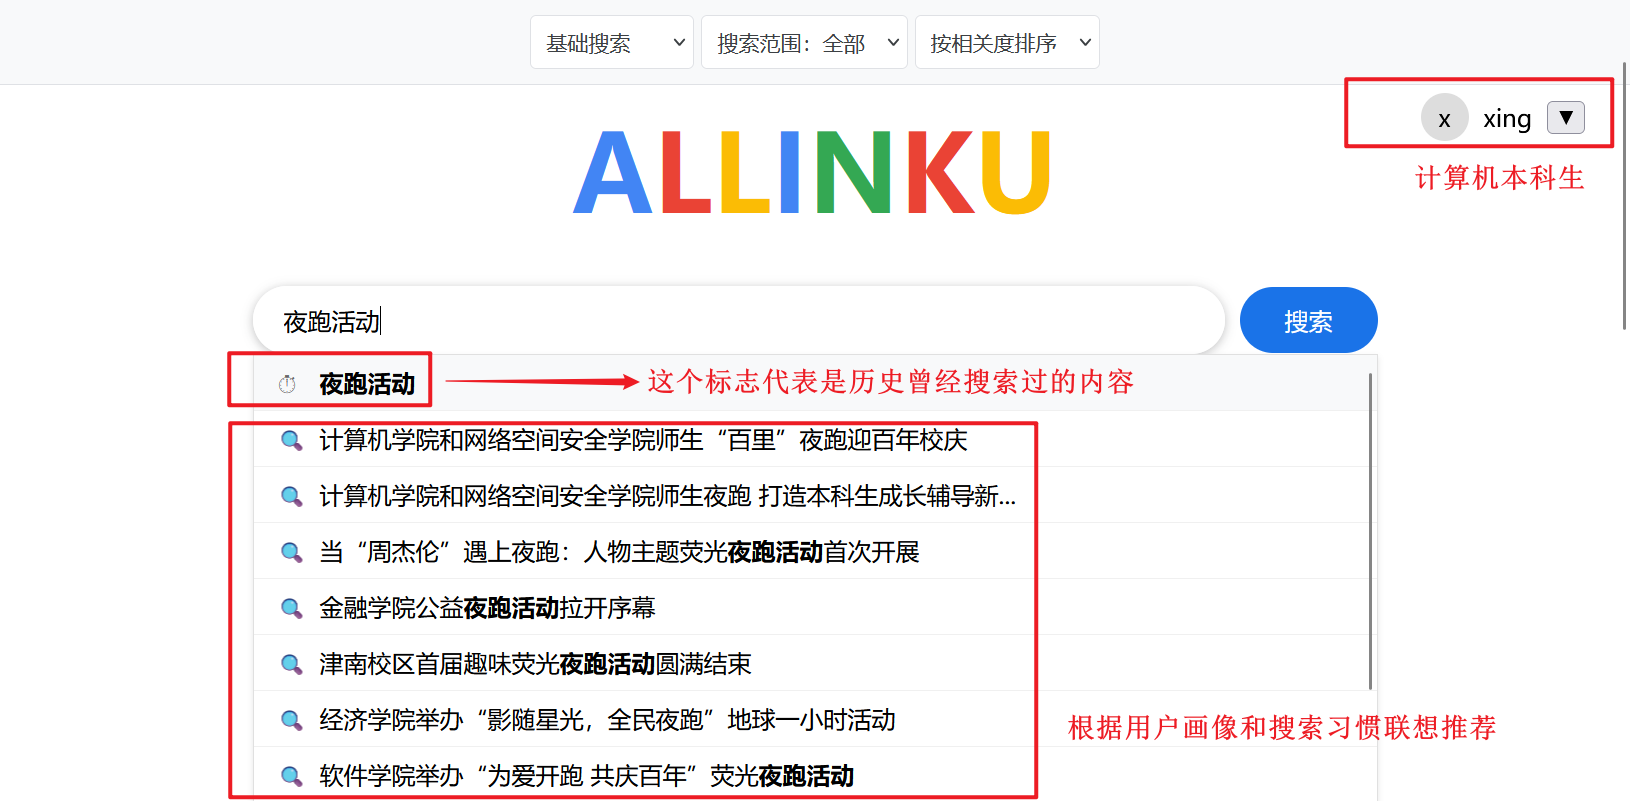 基础搜索
搜索范围：全部
按相关度排序
x xing ▼
计算机本科生
ALLINKU
夜跑活动
搜索
夜跑活动
这个标志代表是历史曾经搜索过的内容
计算机学院和网络空间安全学院师生“百里”夜跑迎百年校庆
计算机学院和网络空间安全学院师生夜跑 打造本科生成长辅导新...
当“周杰伦”遇上夜跑：人物主题荧光夜跑活动首次开展
金融学院公益夜跑活动拉开序幕
津南校区首届趣味荧光夜跑活动圆满结束
经济学院举办“影随星光，全民夜跑”地球一小时活动
根据用户画像和搜索习惯联想推荐
软件学院举办“为爱开跑 共庆百年”荧光夜跑活动